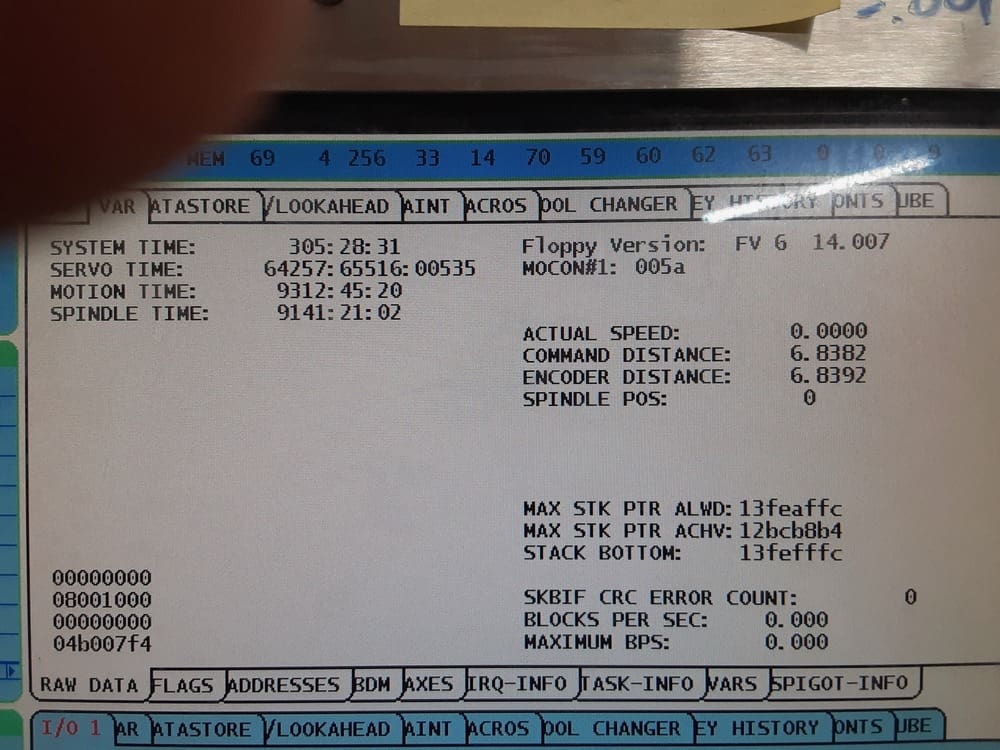 MEM 69 4 256 33 14 70 59 60 62 63 0 0 9
VAR ATASTORE /LOOKAHEAD AINT ACROS OOL CHANGER EY HISTORY ONTS UBE
SYSTEM TIME: 305:28:31 Floppy Version: FV 6 14.007
SERVO TIME: 64257:65516:00535 MOCON#1: 005a
MOTION TIME: 9312:45:20
SPINDLE TIME: 9141:21:02
ACTUAL SPEED: 0.0000
COMMAND DISTANCE: 6.8382
ENCODER DISTANCE: 6.8392
SPINDLE POS: 0
MAX STK PTR ALWD: 13feaffc
MAX STK PTR ACHV: 12bcb8b4
STACK BOTTOM: 13fefffc
00000000
08001000 SKBIF CRC ERROR COUNT: 0
00000000 BLOCKS PER SEC: 0.000
04b007f4 MAXIMUM BPS: 0.000
RAW DATA FLAGS ADDRESSES BDM AXES IRQ-INFO TASK-INFO VARS SPIGOT-INFO
I/O 1 AR ATASTORE /LOOKAHEAD AINT ACROS OOL CHANGER EY HISTORY ONTS UBE